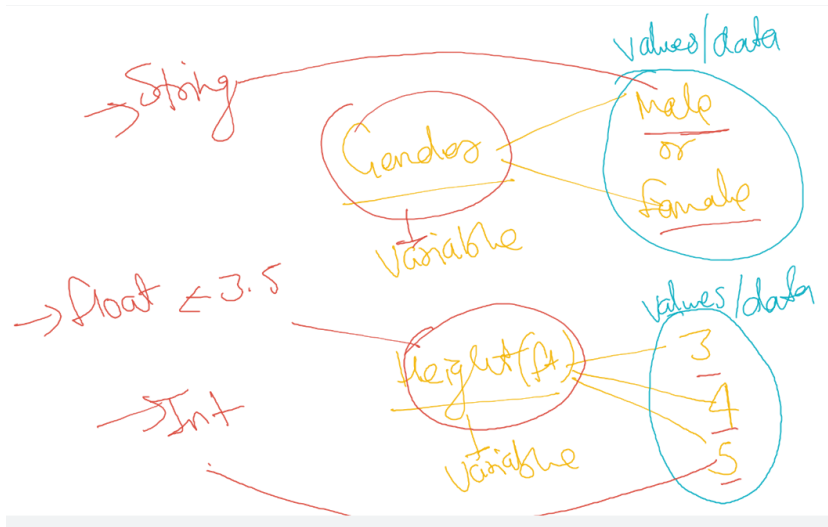 values/data
→ String
Male
or
Female
Gender
variable
→ float ← 3.5
values/data
Height(ft)
3
4
5
→ Int
variable